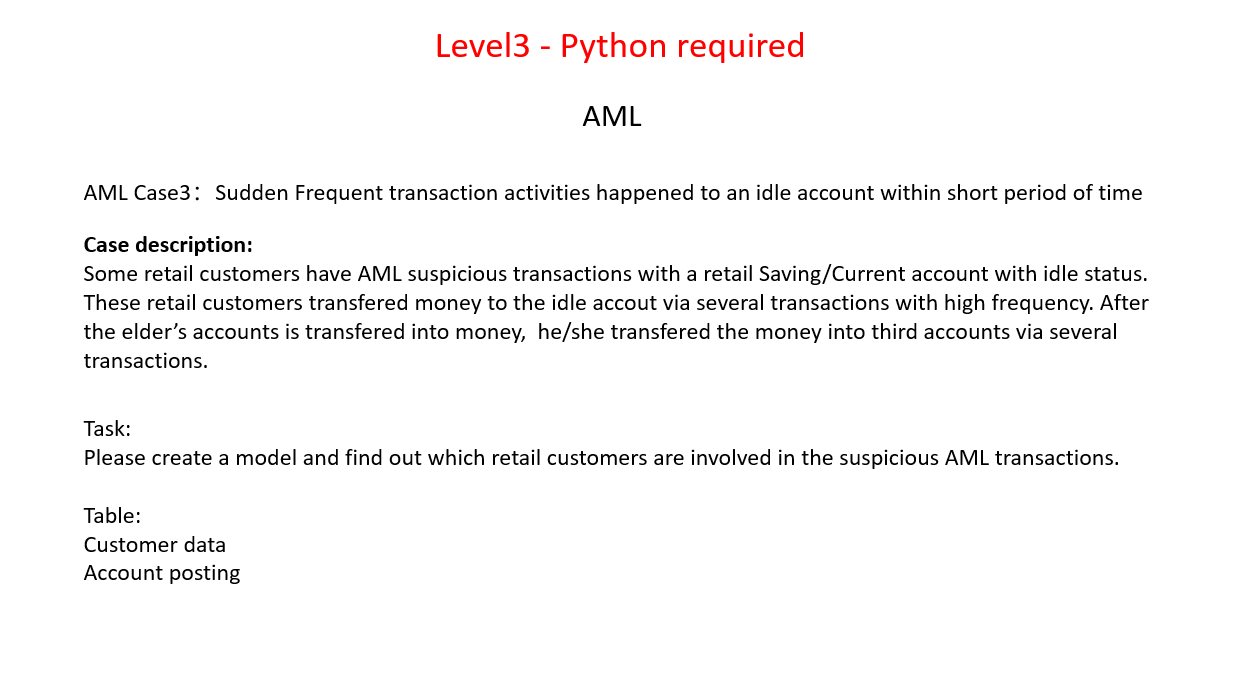 Level3 - Python required
AML
AML Case3：Sudden Frequent transaction activities happened to an idle account within short period of time
Case description:
Some retail customers have AML suspicious transactions with a retail Saving/Current account with idle status.
These retail customers transfered money to the idle accout via several transactions with high frequency. After
the elder’s accounts is transfered into money,  he/she transfered the money into third accounts via several
transactions.
Task:
Please create a model and find out which retail customers are involved in the suspicious AML transactions.
Table:
Customer data
Account posting